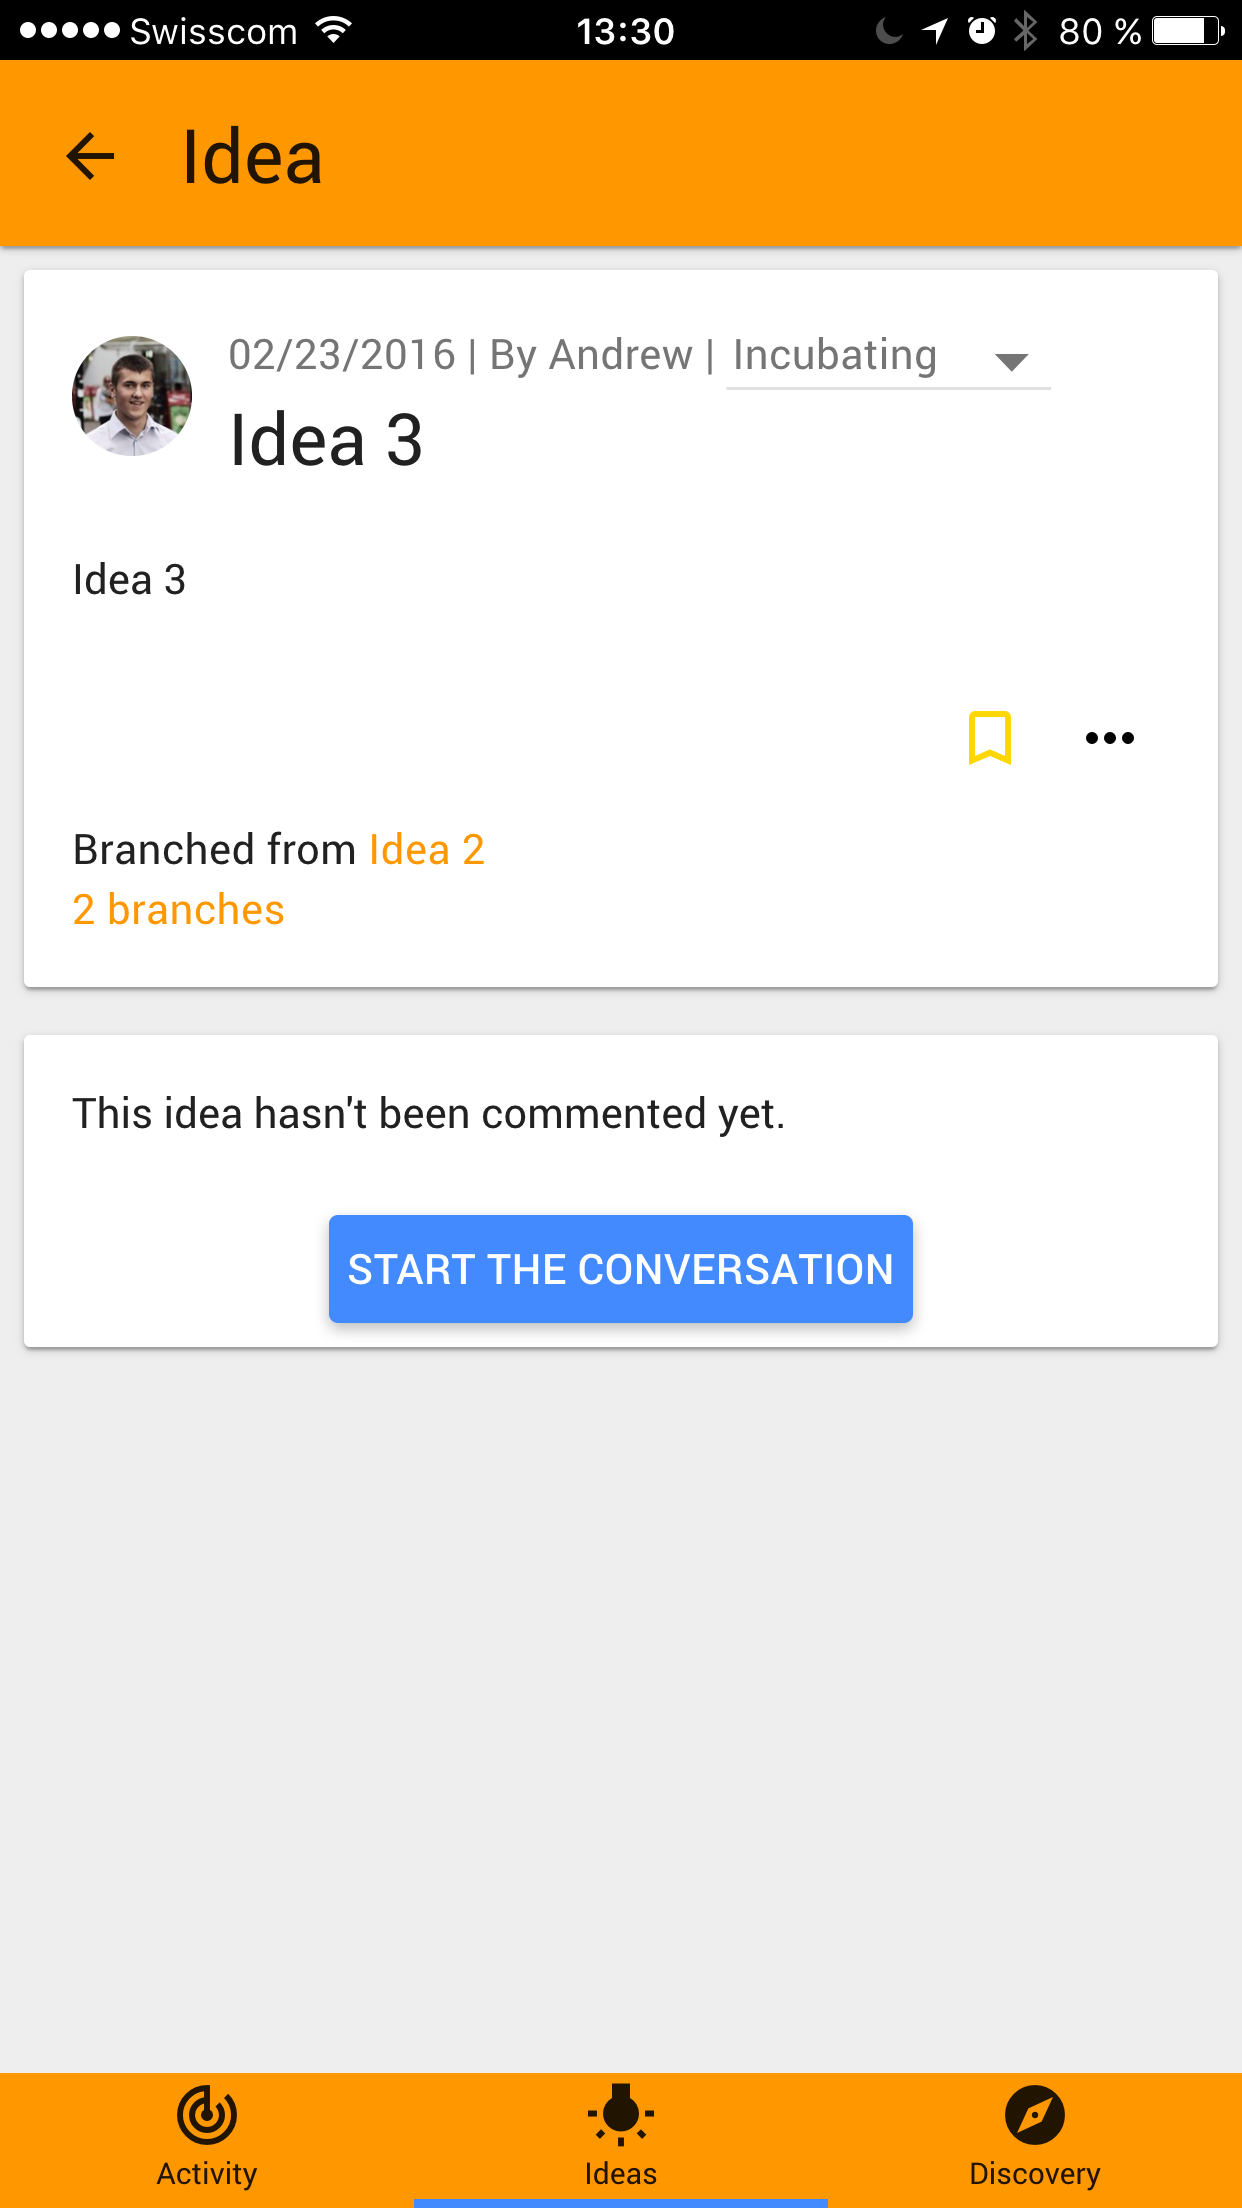 Swisscom 13:30 80 %
Idea
02/23/2016 | By Andrew | Incubating
Idea 3
Idea 3
Branched from Idea 2
2 branches
This idea hasn't been commented yet.
START THE CONVERSATION
Activity Ideas Discovery